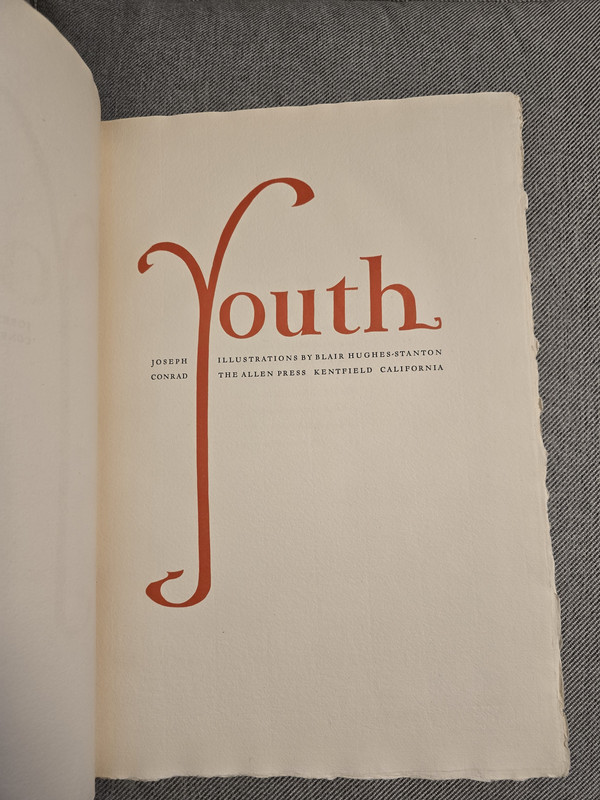 Youth
JOSEPH ILLUSTRATIONS BY BLAIR HUGHES-STANTON
CONRAD THE ALLEN PRESS KENTFIELD CALIFORNIA